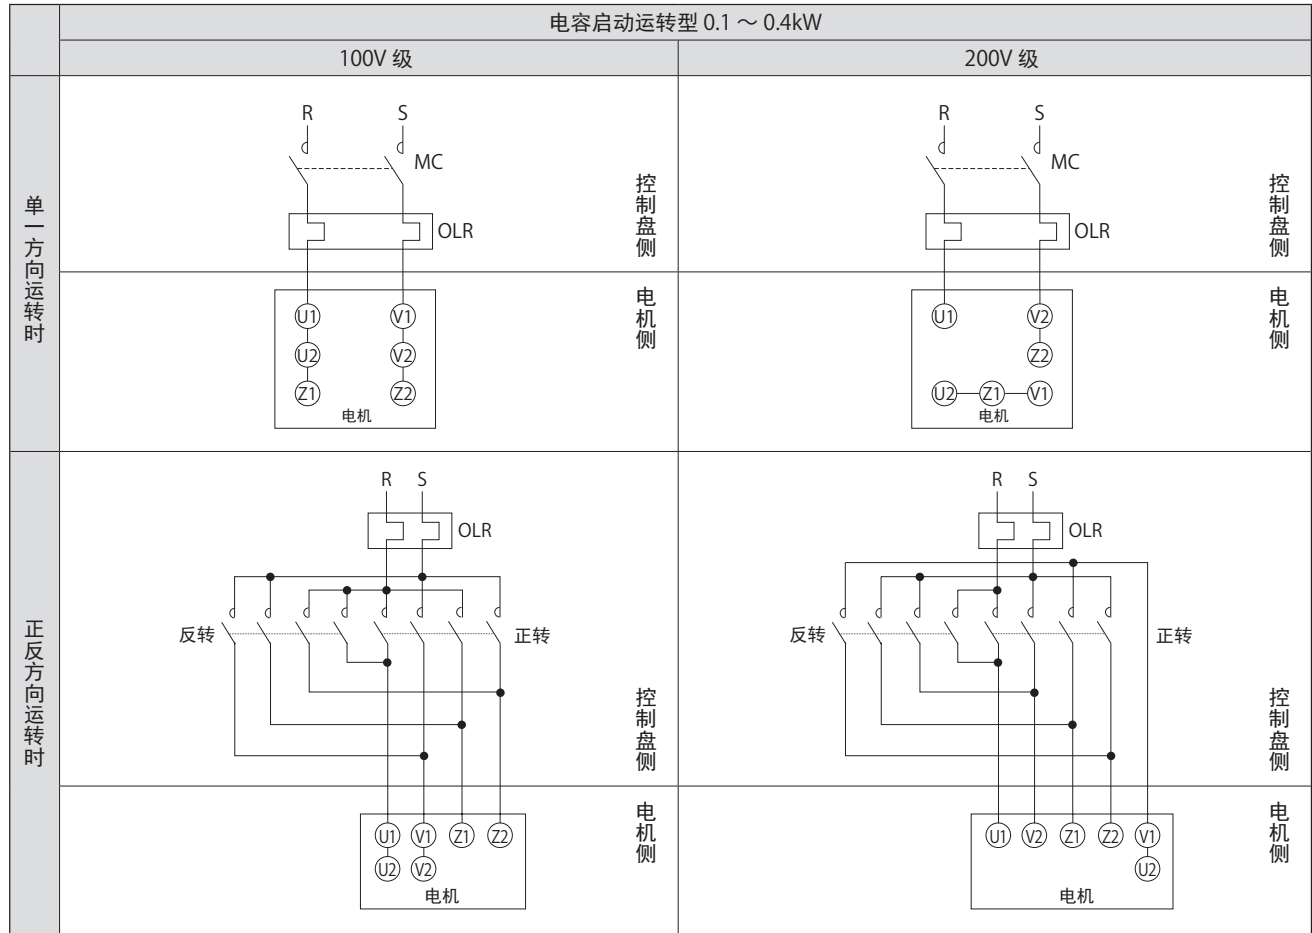 电容启动运转型 0.1 ～ 0.4kW
100V 级
200V 级
单一方向运转时
R S
MC
OLR
控制盘侧
U1 V1
U2 V2
Z1 Z2
电机
电机侧
R S
MC
OLR
控制盘侧
U1 V2
Z2
U2 Z1 V1
电机
电机侧
正反方向运转时
R S
OLR
反转 正转
控制盘侧
U1 V1 Z1 Z2
U2 V2
电机
电机侧
R S
OLR
反转 正转
控制盘侧
U1 V2 Z1 Z2 V1
U2
电机
电机侧